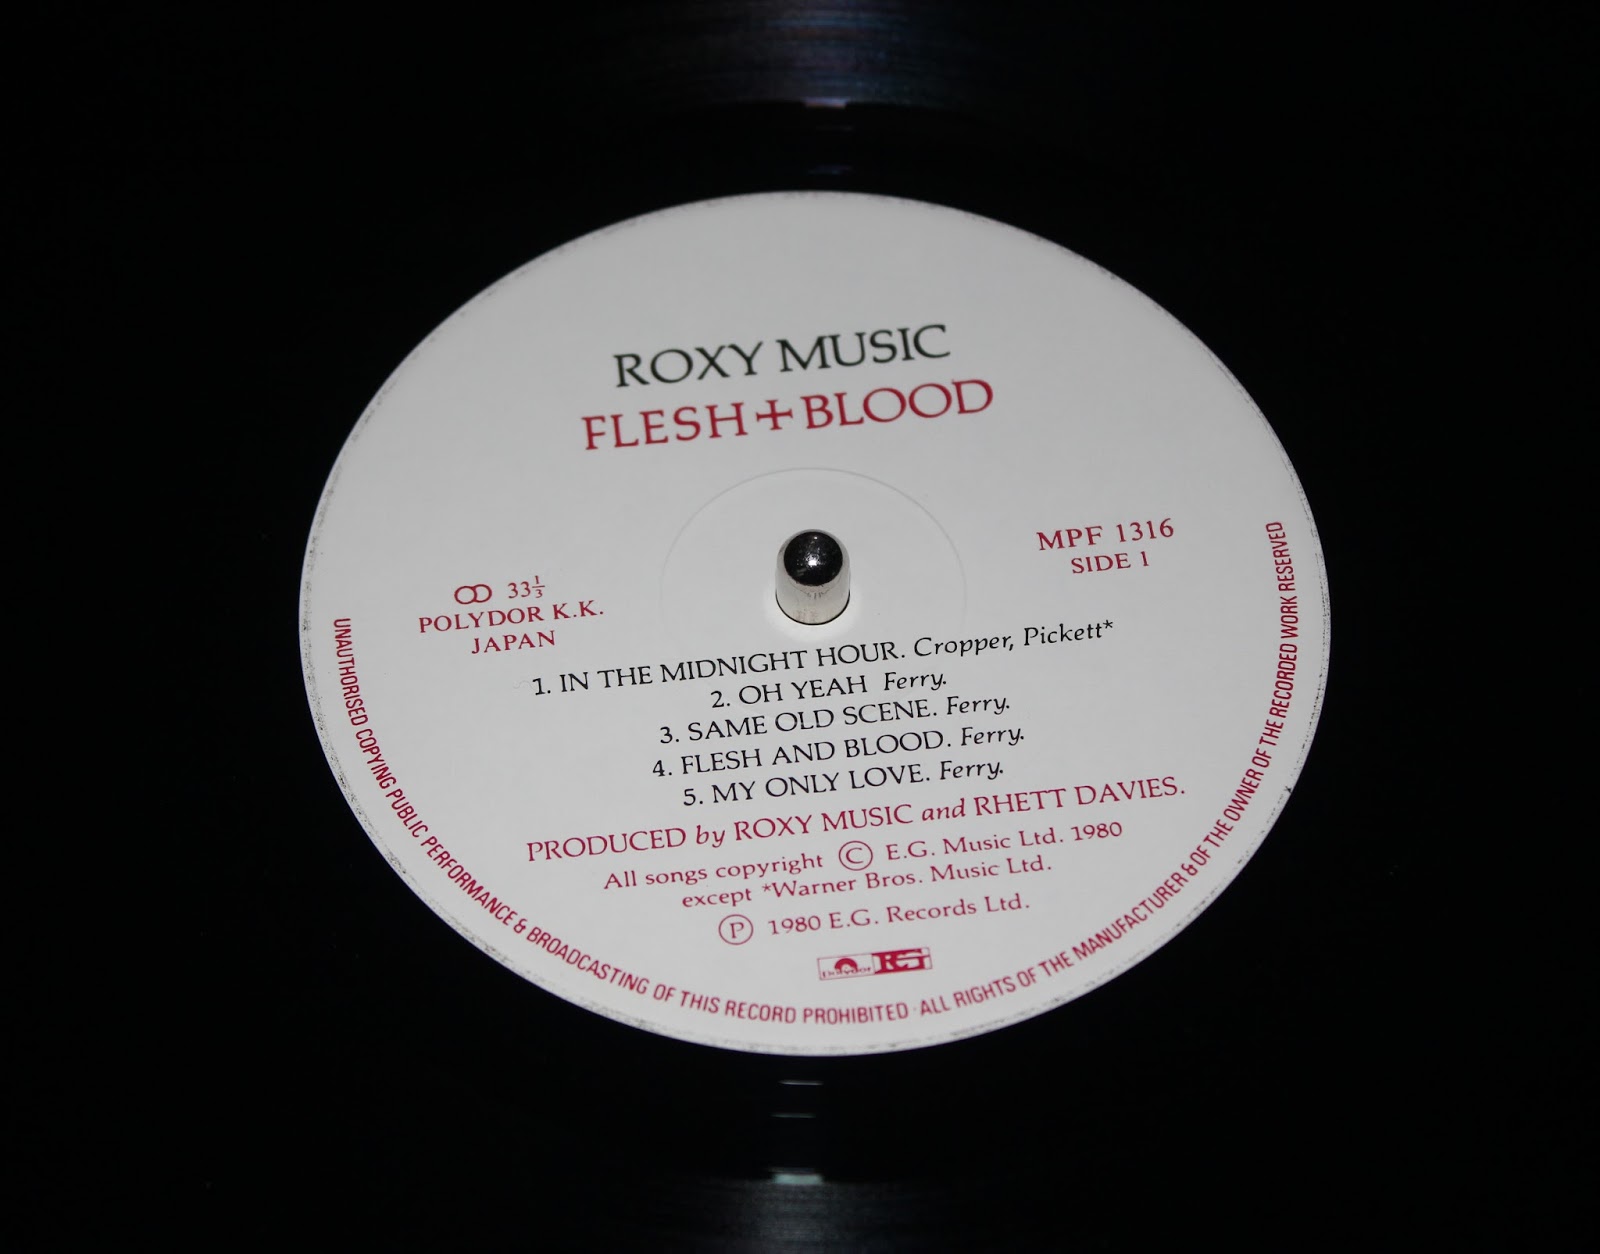 ROXY MUSIC
FLESH+BLOOD
MPF 1316
SIDE 1
33⅓
POLYDOR K.K.
JAPAN
1. IN THE MIDNIGHT HOUR. Cropper, Pickett*
2. OH YEAH Ferry.
3. SAME OLD SCENE. Ferry.
4. FLESH AND BLOOD. Ferry.
5. MY ONLY LOVE. Ferry.
PRODUCED by ROXY MUSIC and RHETT DAVIES.
All songs copyright © E.G. Music Ltd. 1980
except *Warner Bros. Music Ltd.
℗ 1980 E.G. Records Ltd.
Polydor EG
UNAUTHORISED COPYING PUBLIC PERFORMANCE & BROADCASTING OF THIS RECORD PROHIBITED · ALL RIGHTS OF THE MANUFACTURER & OF THE OWNER OF THE RECORDED WORK RESERVED